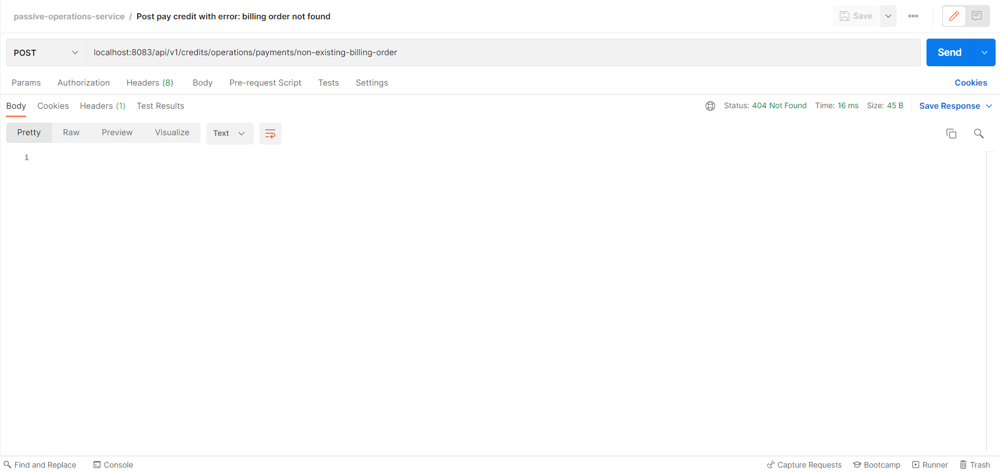 passive-operations-service / Post pay credit with error: billing order not found
Save
POST
localhost:8083/api/v1/credits/operations/payments/non-existing-billing-order
Send
Params Authorization Headers (8) Body Pre-request Script Tests Settings Cookies
Body Cookies Headers (1) Test Results Status: 404 Not Found Time: 16 ms Size: 45 B Save Response
Pretty Raw Preview Visualize Text
1
Find and Replace Console Capture Requests Bootcamp Runner Trash